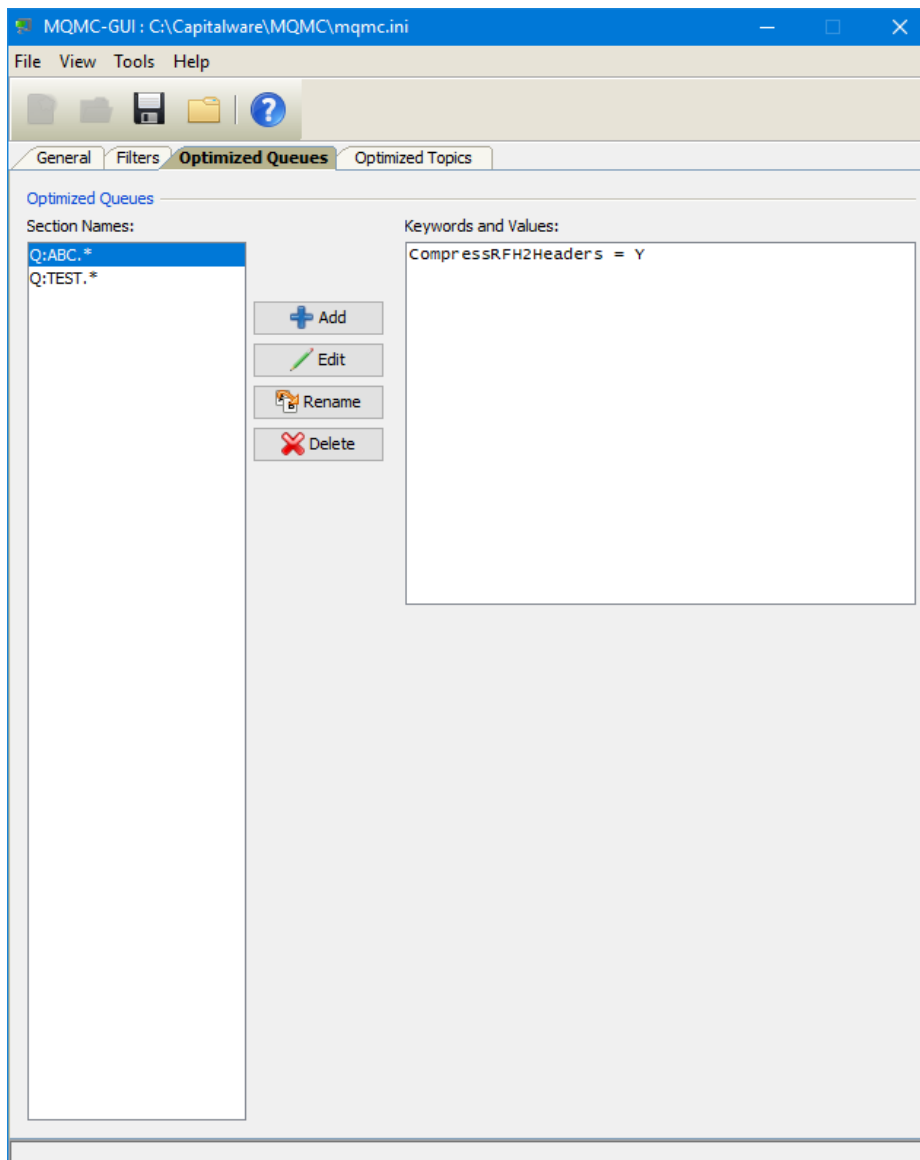 MQMC-GUI : C:\Capitalware\MQMC\mqmc.ini
File View Tools Help
General Filters Optimized Queues Optimized Topics
Optimized Queues
Section Names:
Keywords and Values:
Q:ABC.*
CompressRFH2Headers = Y
Q:TEST.*
Add
Edit
Rename
Delete